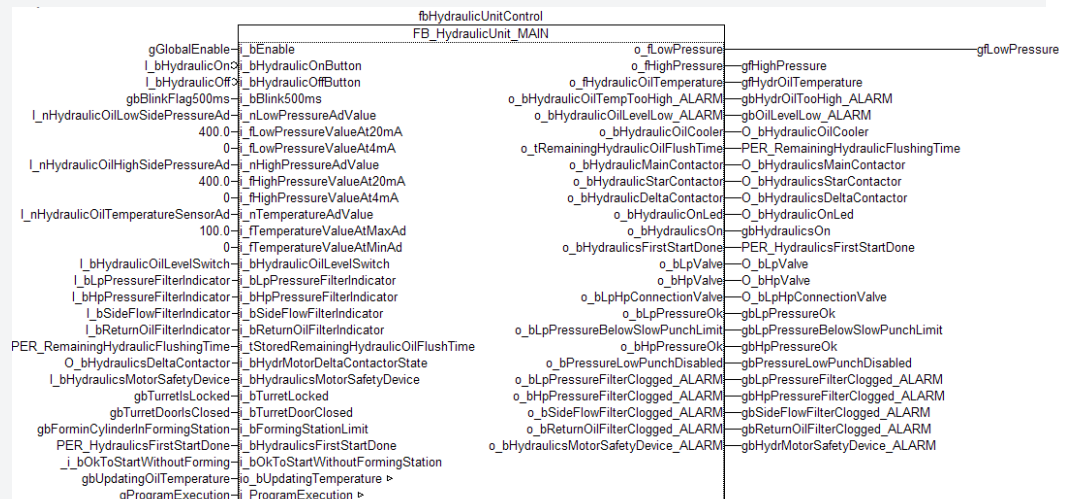 fbHydraulicUnitControl
FB_HydraulicUnit_MAIN
gGlobalEnable i_bEnable o_fLowPressure gfLowPressure
I_bHydraulicOn i_bHydraulicOnButton o_fHighPressure gfHighPressure
I_bHydraulicOff i_bHydraulicOffButton o_fHydraulicOilTemperature gfHydrOilTemperature
gbBlinkFlag500ms i_bBlink500ms o_bHydraulicOilTempTooHigh_ALARM gbHydrOilTooHigh_ALARM
I_nHydraulicOilLowSidePressureAd i_nLowPressureAdValue o_bHydraulicOilLevelLow_ALARM gbOilLevelLow_ALARM
400.0 i_fLowPressureValueAt20mA o_bHydraulicOilCooler O_bHydraulicOilCooler
0 i_fLowPressureValueAt4mA o_tRemainingHydraulicOilFlushTime PER_RemainingHydraulicFlushingTime
I_nHydraulicOilHighSidePressureAd i_nHighPressureAdValue o_bHydraulicMainContactor O_bHydraulicsMainContactor
400.0 i_fHighPressureValueAt20mA o_bHydraulicStarContactor O_bHydraulicsStarContactor
0 i_fHighPressureValueAt4mA o_bHydraulicDeltaContactor O_bHydraulicsDeltaContactor
I_nHydraulicOilTemperatureSensorAd i_nTemperatureAdValue o_bHydraulicOnLed O_bHydraulicOnLed
100.0 i_fTemperatureValueAtMaxAd o_bHydraulicsOn gbHydraulicsOn
0 i_fTemperatureValueAtMinAd o_bHydraulicsFirstStartDone PER_HydraulicsFirstStartDone
I_bHydraulicOilLevelSwitch i_bHydraulicOilLevelSwitch o_bLpValve O_bLpValve
I_bLpPressureFilterIndicator i_bLpPressureFilterIndicator o_bHpValve O_bHpValve
I_bHpPressureFilterIndicator i_bHpPressureFilterIndicator o_bLpHpConnectionValve O_bLpHpConnectionValve
I_bSideFlowFilterIndicator i_bSideFlowFilterIndicator o_bLpPressureOk gbLpPressureOk
I_bReturnOilFilterIndicator i_bReturnOilFilterIndicator o_bLpPressureBelowSlowPunchLimit gbLpPressureBelowSlowPunchLimit
PER_RemainingHydraulicFlushingTime i_tStoredRemainingHydraulicOilFlushTime o_bHpPressureOk gbHpPressureOk
O_bHydraulicsDeltaContactor i_bHydrMotorDeltaContactorState o_bPressureLowPunchDisabled gbPressureLowPunchDisabled
I_bHydraulicsMotorSafetyDevice i_bHydraulicsMotorSafetyDevice o_bLpPressureFilterClogged_ALARM gbLpPressureFilterClogged_ALARM
gbTurretIsLocked i_bTurretLocked o_bHpPressureFilterClogged_ALARM gbHpPressureFilterClogged_ALARM
gbTurretDoorIsClosed i_bTurretDoorClosed o_bSideFlowFilterClogged_ALARM gbSideFlowFilterClogged_ALARM
gbForminCylinderInFormingStation i_bFormingStationLimit o_bReturnOilFilterClogged_ALARM gbReturnOilFilterClogged_ALARM
PER_HydraulicsFirstStartDone i_bHydraulicsFirstStartDone o_bHydraulicsMotorSafetyDevice_ALARM gbHydrMotorSafetyDevice_ALARM
_i_bOkToStartWithoutForming i_bOkToStartWithoutFormingStation
gbUpdatingOilTemperature io_bUpdatingTemperature ▷
gProgramExecution i_ProgramExecution ▷